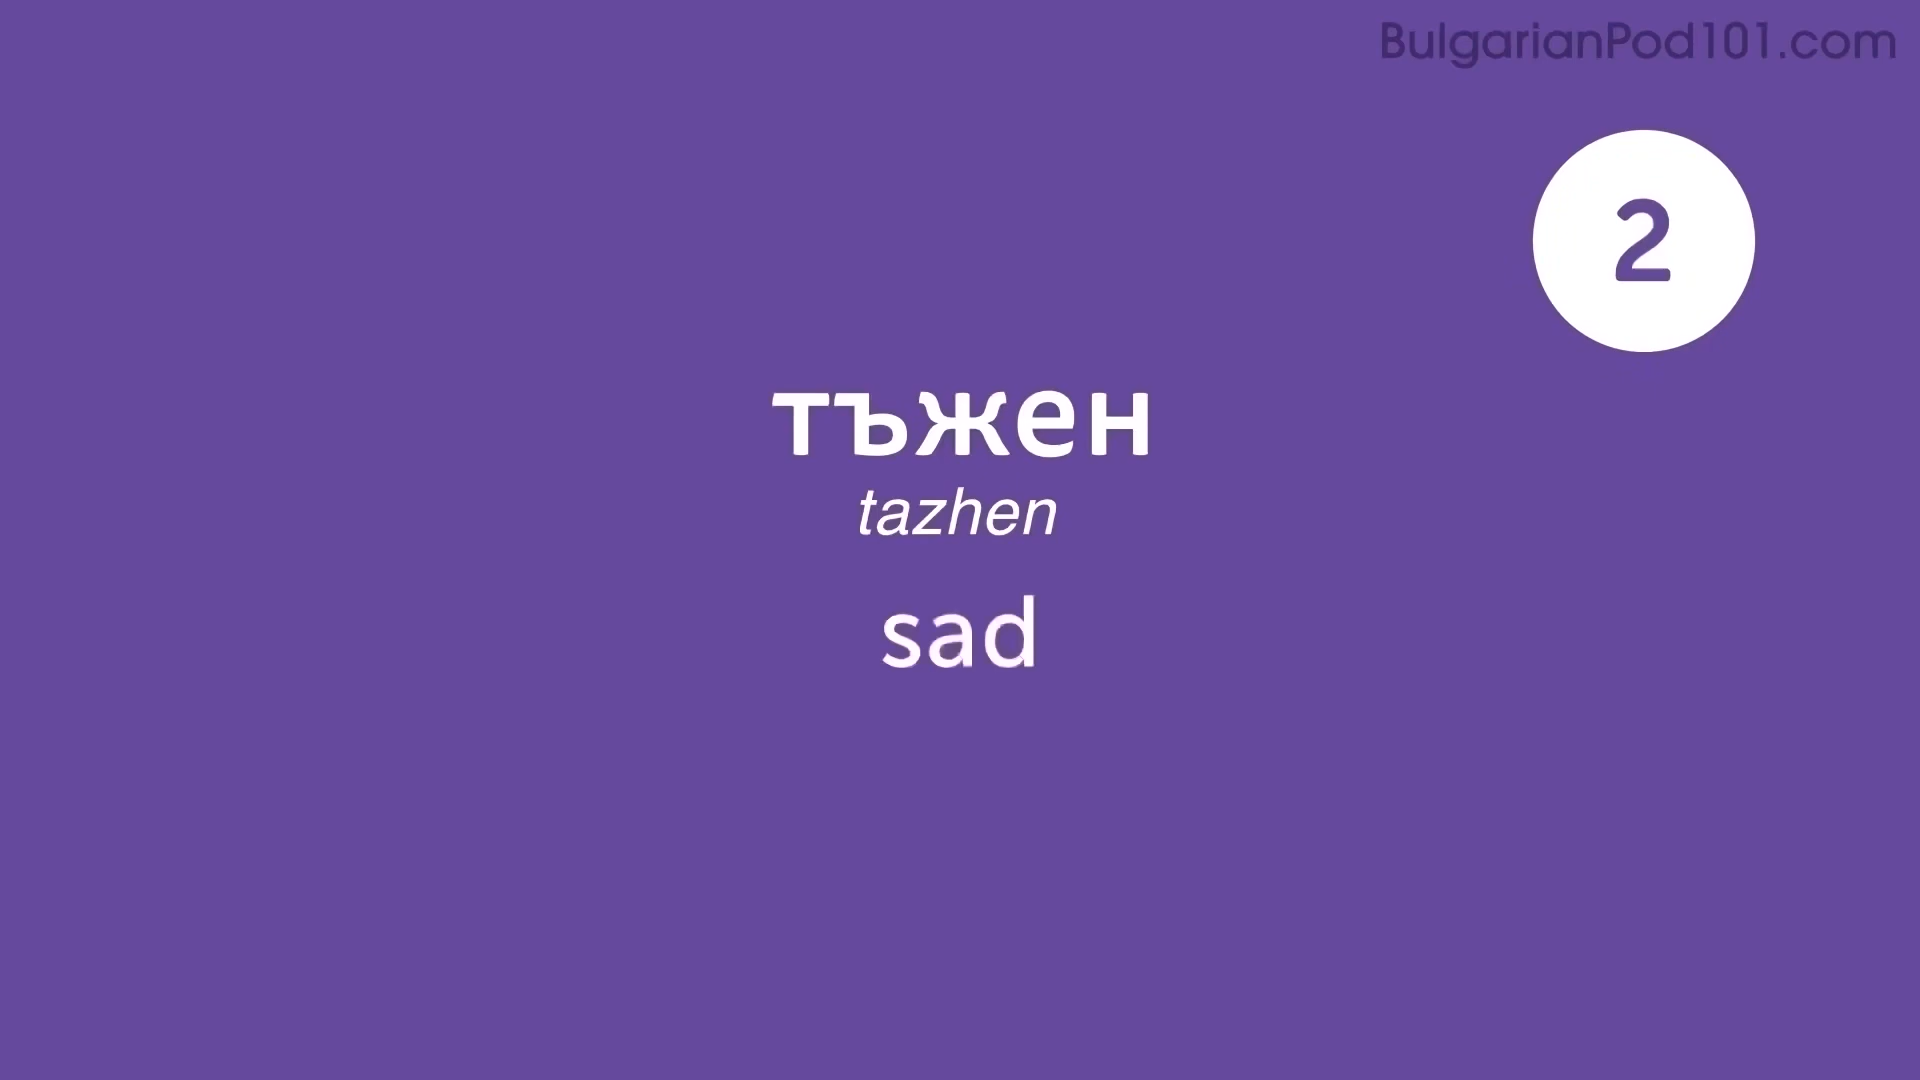 BulgarianPod101.com
2
тъжен
tazhen
sad